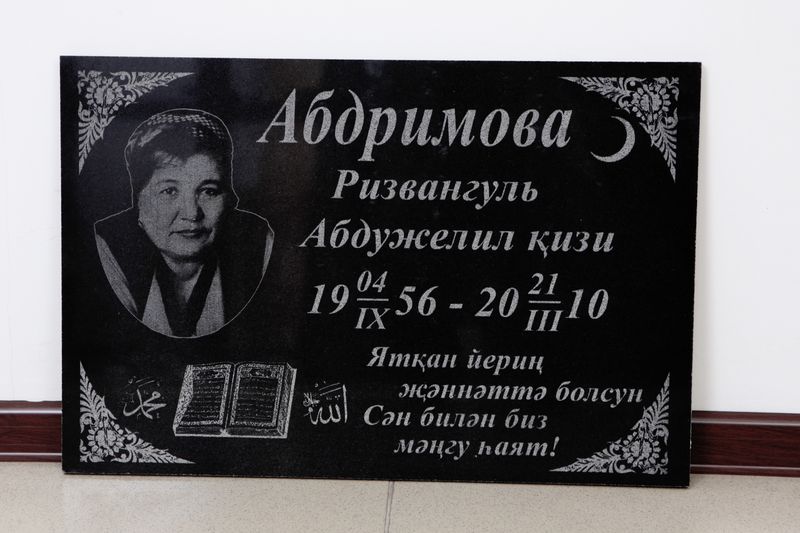 Абдримова
Ризвангуль
Абдужелил қизи
19 04/IX 56 - 20 21/III 10
Ятқан йериң
җәннәттә болсун
Сән билән биз
мәңгу һаят!
محمد
الله